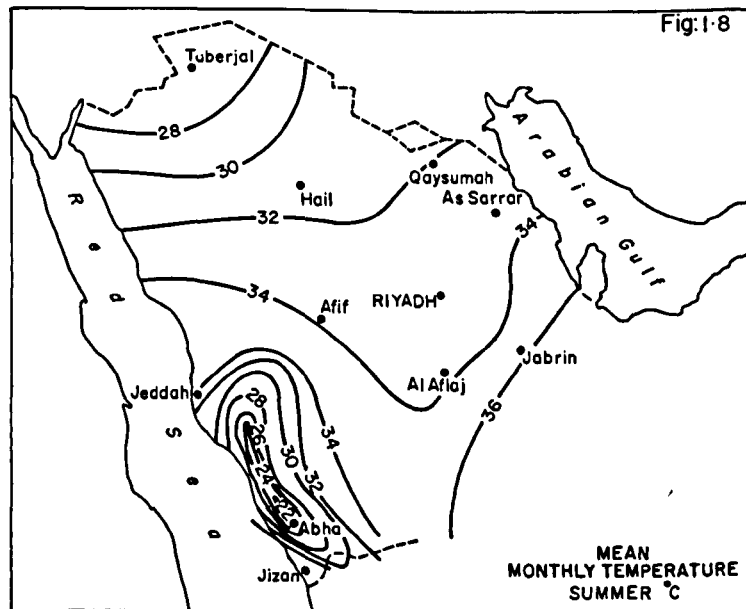 Fig:1·8
Tuberjal
28
30
Hail
Qaysumah
As Sarrar
Arabian Gulf
32
34
34
Red Sea
Afif
RIYADH
Jabrin
Al Aflaj
Jeddah
36
28
34
26
30
24
32
22
Abha
Jizan
MEAN
MONTHLY TEMPERATURE
SUMMER °C